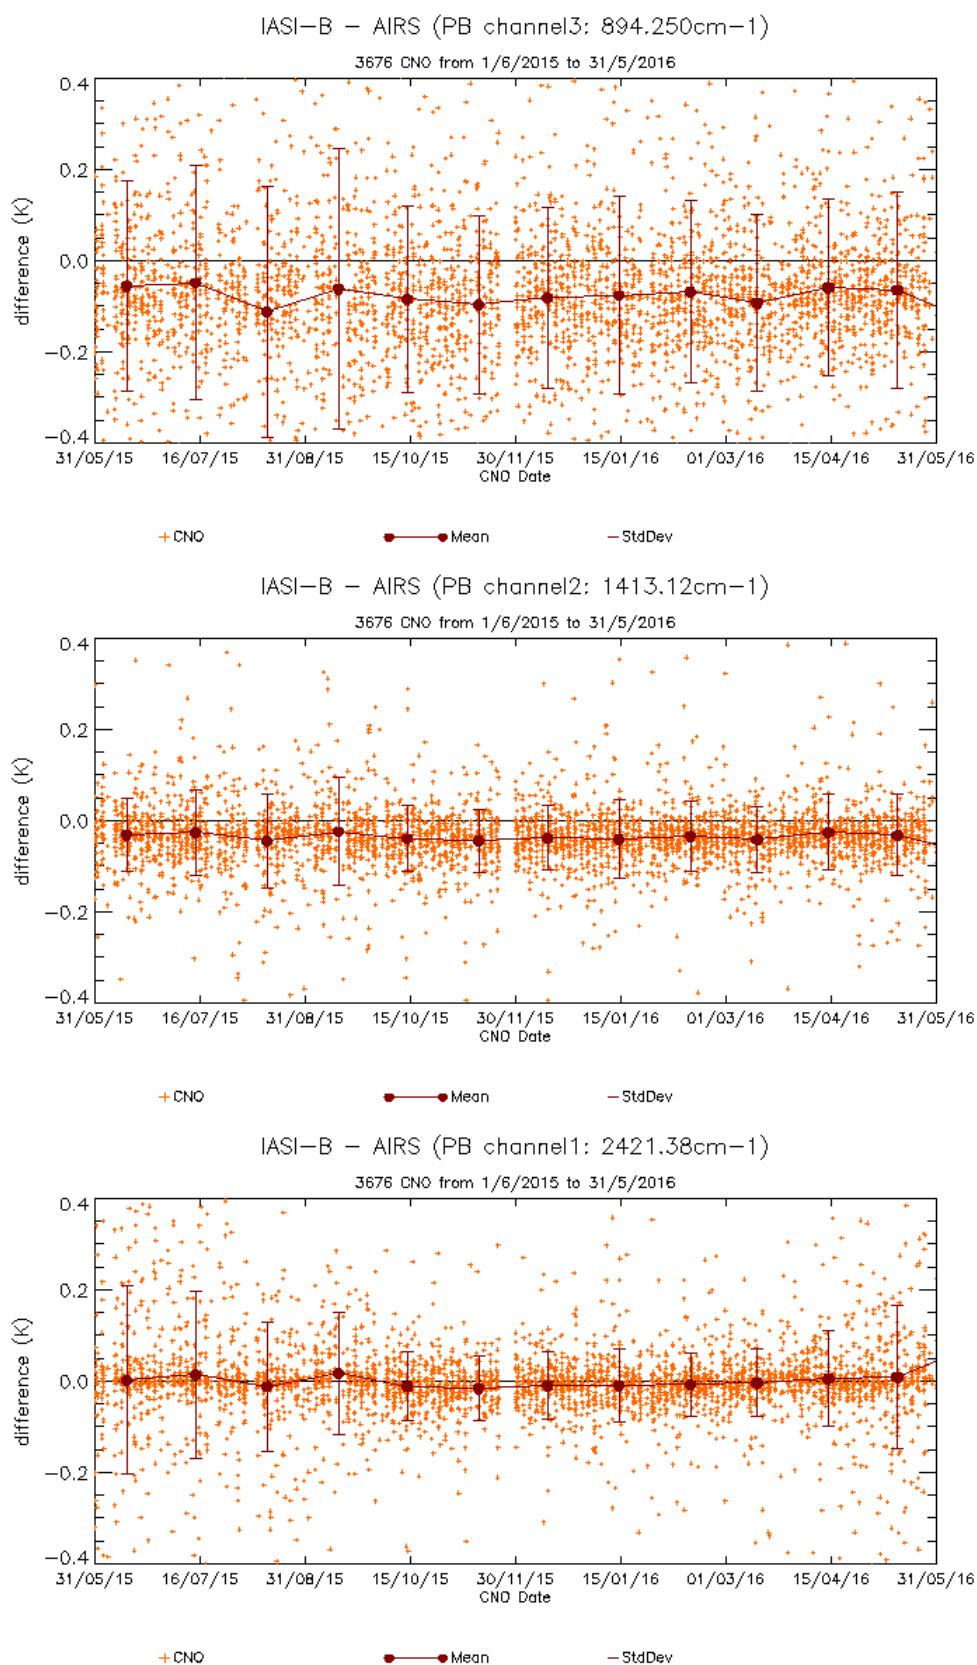 IASI-B - AIRS (PB channel3: 894.250cm-1)
3676 CNO from 1/6/2015 to 31/5/2016
0.4
0.2
0.0
-0.2
-0.4
difference (K)
31/05/15 16/07/15 31/08/15 15/10/15 30/11/15 15/01/16 01/03/16 15/04/16 31/05/16
CNO Date
CNO Mean StdDev
IASI-B - AIRS (PB channel2: 1413.12cm-1)
3676 CNO from 1/6/2015 to 31/5/2016
0.4
0.2
0.0
-0.2
-0.4
difference (K)
31/05/15 16/07/15 31/08/15 15/10/15 30/11/15 15/01/16 01/03/16 15/04/16 31/05/16
CNO Date
CNO Mean StdDev
IASI-B - AIRS (PB channel1: 2421.38cm-1)
3676 CNO from 1/6/2015 to 31/5/2016
0.4
0.2
0.0
-0.2
-0.4
difference (K)
31/05/15 16/07/15 31/08/15 15/10/15 30/11/15 15/01/16 01/03/16 15/04/16 31/05/16
CNO Date
CNO Mean StdDev